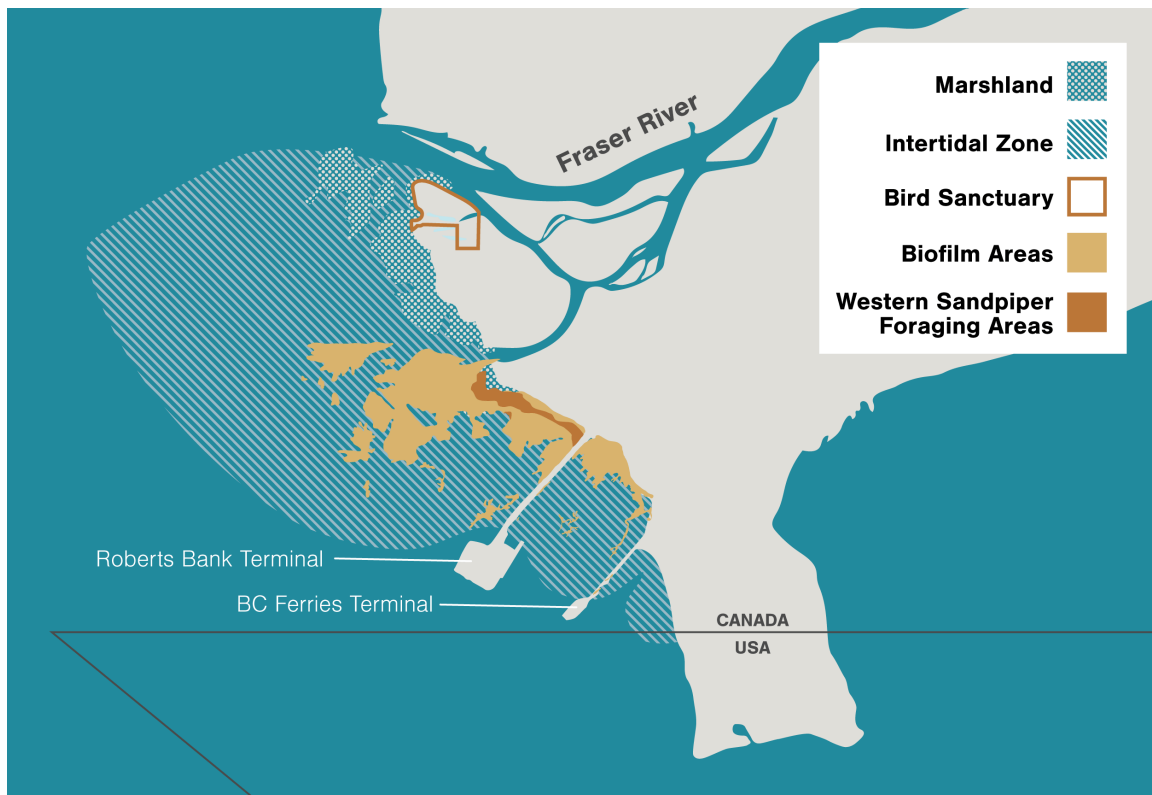 Fraser River
Marshland
Intertidal Zone
Bird Sanctuary
Biofilm Areas
Western Sandpiper
Foraging Areas
Roberts Bank Terminal
BC Ferries Terminal
CANADA
USA